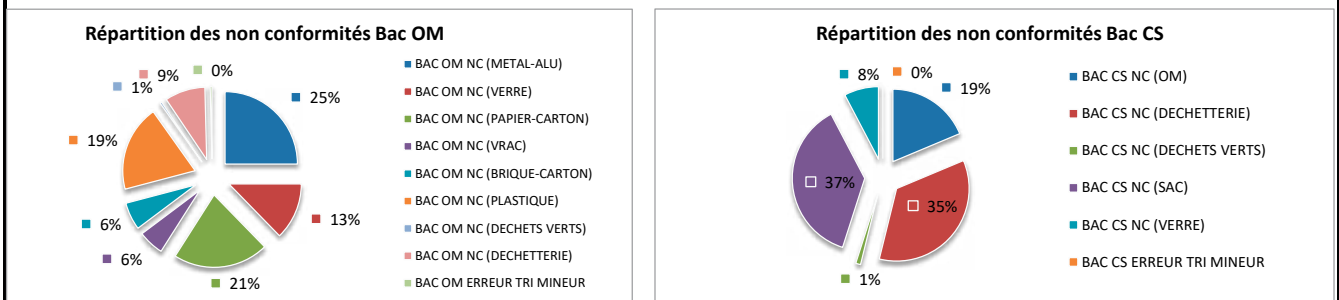 Répartition des non conformités Bac OM
9%
0%
1%
25%
19%
6%
13%
6%
21%
BAC OM NC (METAL-ALU)
BAC OM NC (VERRE)
BAC OM NC (PAPIER-CARTON)
BAC OM NC (VRAC)
BAC OM NC (BRIQUE-CARTON)
BAC OM NC (PLASTIQUE)
BAC OM NC (DECHETS VERTS)
BAC OM NC (DECHETTERIE)
BAC OM ERREUR TRI MINEUR
Répartition des non conformités Bac CS
8%
0%
19%
37%
35%
1%
BAC CS NC (OM)
BAC CS NC (DECHETTERIE)
BAC CS NC (DECHETS VERTS)
BAC CS NC (SAC)
BAC CS NC (VERRE)
BAC CS ERREUR TRI MINEUR